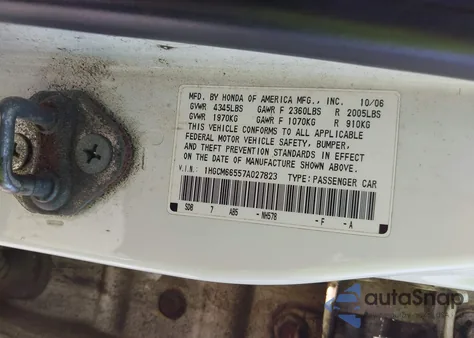 MFD. BY HONDA OF AMERICA MFG., INC. 10/06
GVWR 4345LBS GAWR F 2360LBS R 2005LBS
GVWR 1970KG GAWR F 1070KG R 910KG
THIS VEHICLE CONFORMS TO ALL APPLICABLE
FEDERAL MOTOR VEHICLE SAFETY, BUMPER,
AND THEFT PREVENTION STANDARDS IN EFFECT
ON THE DATE OF MANUFACTURE SHOWN ABOVE.
V.I.N.: 1HGCM66557A027823 TYPE: PASSENGER CAR
SDB 7 AB5 - NH578 -F -A
autoSnap